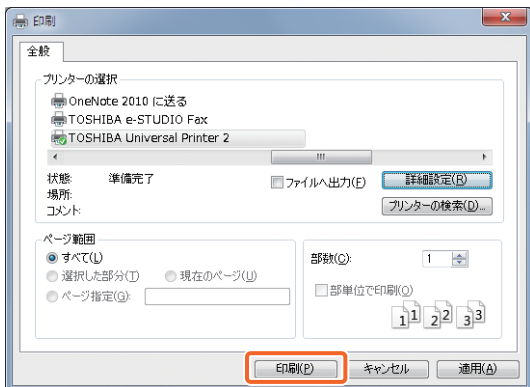 印刷
全般
プリンターの選択
OneNote 2010 に送る
TOSHIBA e-STUDIO Fax
TOSHIBA Universal Printer 2
状態: 準備完了 ファイルへ出力(F) 詳細設定(R)
場所:
コメント: プリンターの検索(D)...
ページ範囲
すべて(L) 部数(C): 1
選択した部分(T) 現在のページ(U)
ページ指定(G): 部単位で印刷(O)
1 1 2 2 3 3
印刷(P) キャンセル 適用(A)